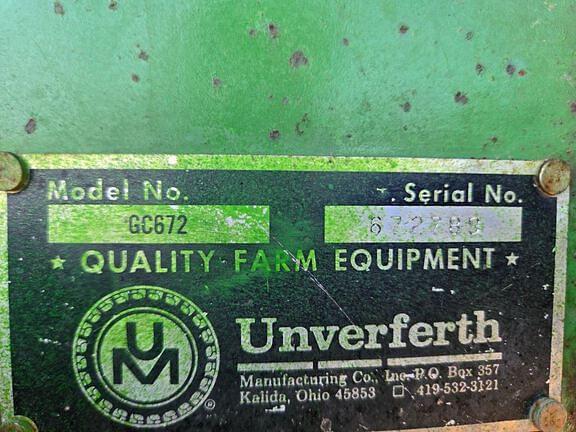 Model No. Serial No.
GC672
★ QUALITY FARM EQUIPMENT ★
UM ®
Unverferth
Manufacturing Co., Inc. P.O. Box 357
Kalida, Ohio 45853 □ 419-532-3121